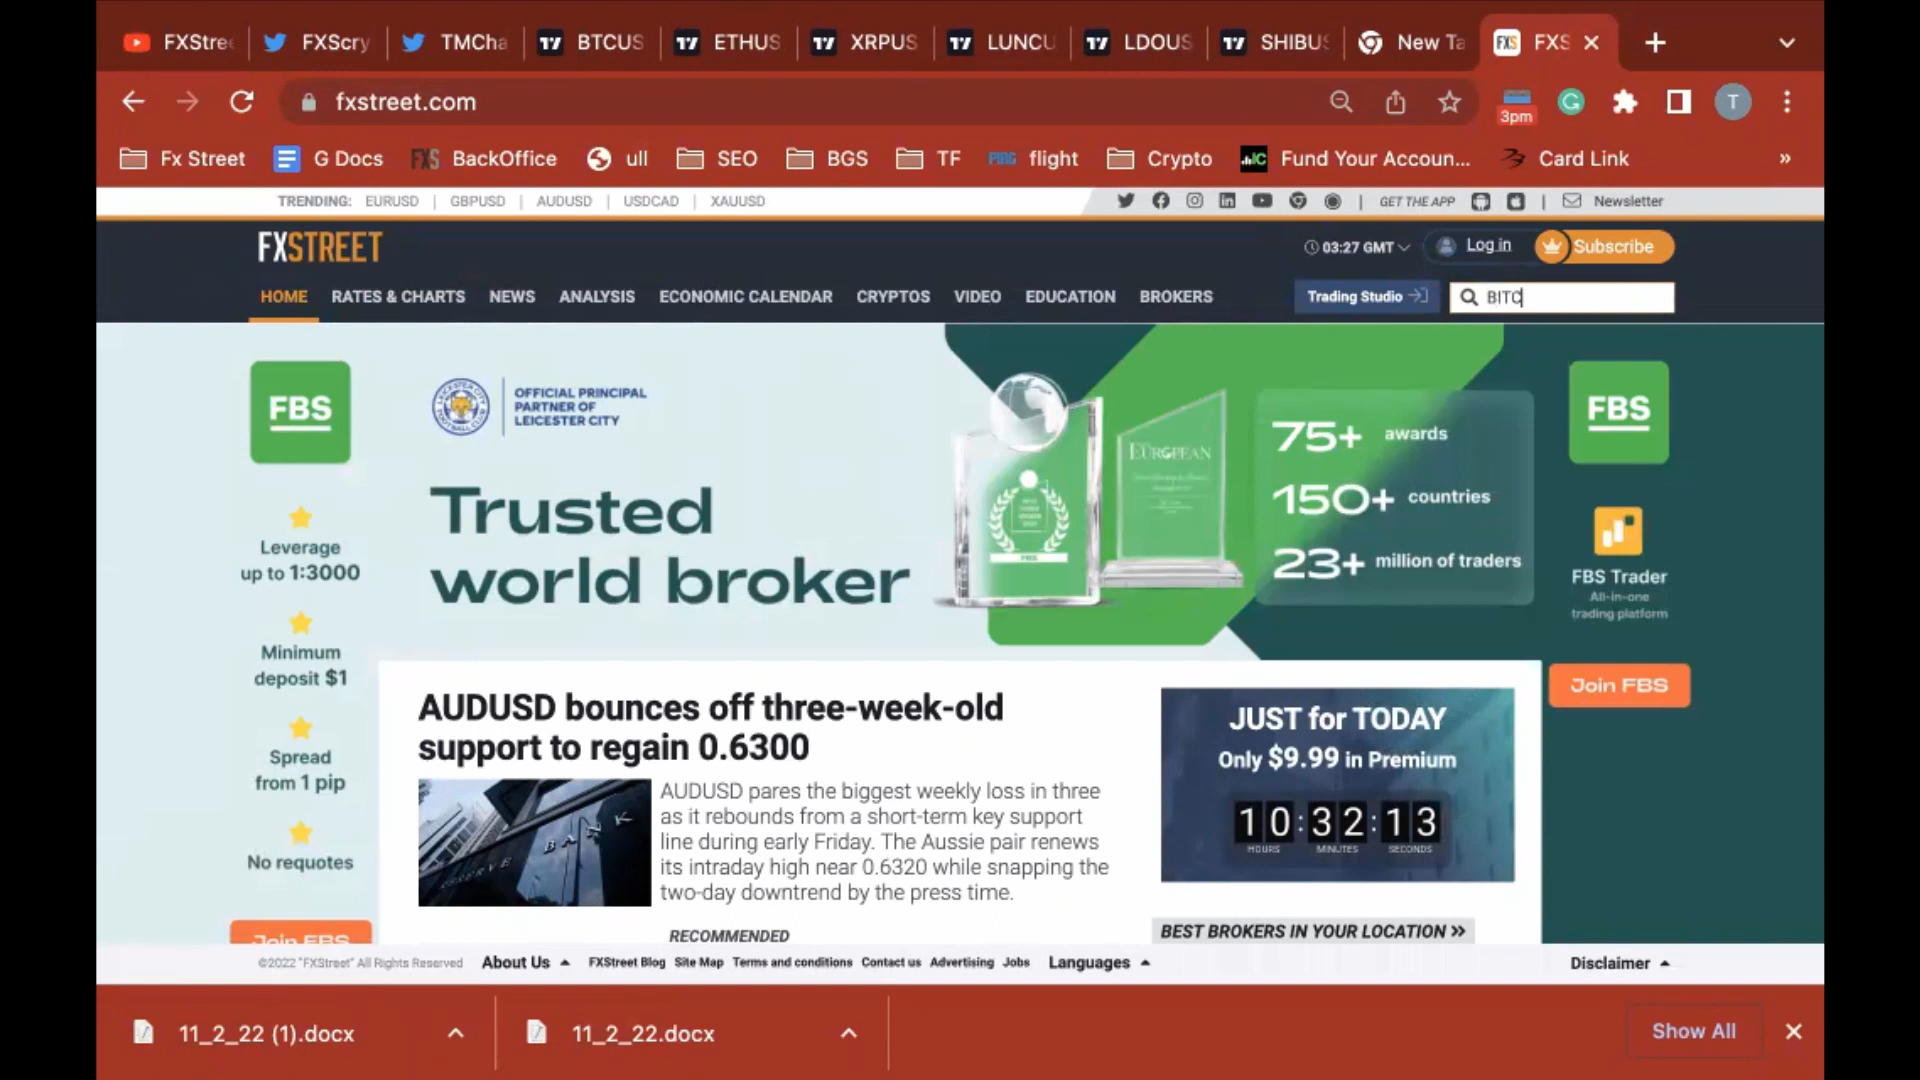 FXStre
FXScry
TMCha
BTCUS
ETHUS
XRPUS
LUNCU
LDOUS
SHIBUS
New Ta
FXS
fxstreet.com
3pm
T
Fx Street
G Docs
BackOffice
ull
SEO
BGS
TF
flight
Crypto
Fund Your Accoun...
Card Link
»
TRENDING: EURUSD | GBPUSD | AUDUSD | USDCAD | XAUUSD
GET THE APP
Newsletter
FXSTREET
03:27 GMT
Log in
Subscribe
HOME RATES & CHARTS NEWS ANALYSIS ECONOMIC CALENDAR CRYPTOS VIDEO EDUCATION BROKERS
Trading Studio
BITC
FBS
OFFICIAL PRINCIPAL
PARTNER OF
LEICESTER CITY
Trusted
world broker
EUROPEAN
75+ awards
150+ countries
23+ million of traders
FBS
Leverage
up to 1:3000
Minimum
deposit $1
Spread
from 1 pip
No requotes
Join FBS
FBS Trader
All-in-one
trading platform
Join FBS
AUDUSD bounces off three-week-old
support to regain 0.6300
AUDUSD pares the biggest weekly loss in three
as it rebounds from a short-term key support
line during early Friday. The Aussie pair renews
its intraday high near 0.6320 while snapping the
two-day downtrend by the press time.
RECOMMENDED
JUST for TODAY
Only $9.99 in Premium
10:32:13
HOURS MINUTES SECONDS
BEST BROKERS IN YOUR LOCATION »
©2022 "FXStreet" All Rights Reserved
About Us
FXStreet Blog Site Map Terms and conditions Contact us Advertising Jobs
Languages
Disclaimer
11_2_22 (1).docx
11_2_22.docx
Show All